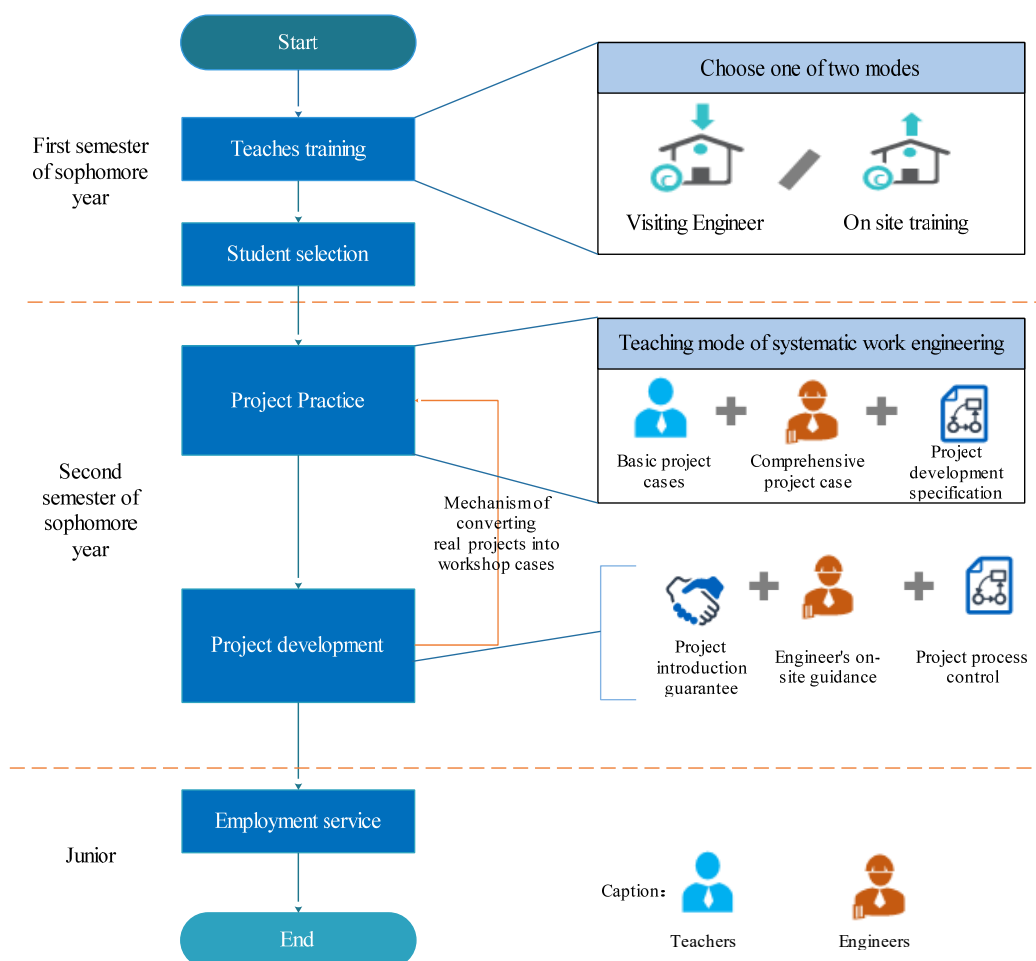 Start
Choose one of two modes
First semester
of sophomore
year
Teaches training
Visiting Engineer
On site training
Student selection
Teaching mode of systematic work engineering
Project Practice
Basic project
cases
Comprehensive
project case
Project
development
specification
Second
semester of
sophomore
year
Mechanism of
converting
real projects into
workshop cases
Project development
Project
introduction
guarantee
Engineer's on-
site guidance
Project process
control
Employment service
Junior
Caption:
Teachers
Engineers
End